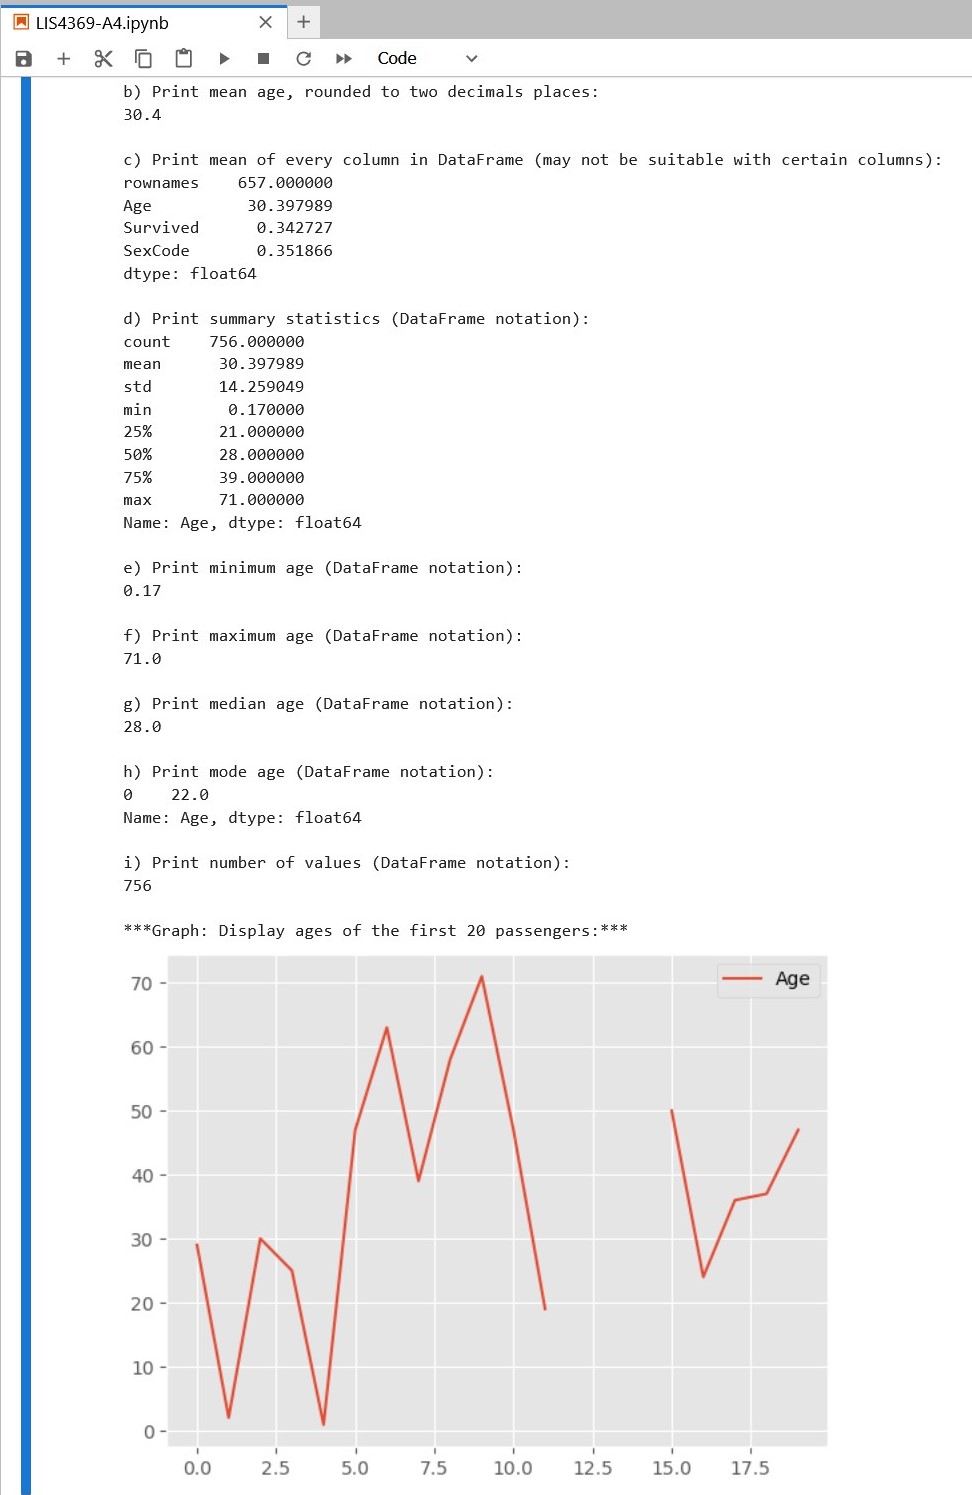 LIS4369-A4.ipynb
Code
b) Print mean age, rounded to two decimals places:
30.4
c) Print mean of every column in DataFrame (may not be suitable with certain columns):
rownames    657.000000
Age          30.397989
Survived      0.342727
SexCode       0.351866
dtype: float64
d) Print summary statistics (DataFrame notation):
count    756.000000
mean      30.397989
std       14.259049
min        0.170000
25%       21.000000
50%       28.000000
75%       39.000000
max       71.000000
Name: Age, dtype: float64
e) Print minimum age (DataFrame notation):
0.17
f) Print maximum age (DataFrame notation):
71.0
g) Print median age (DataFrame notation):
28.0
h) Print mode age (DataFrame notation):
0    22.0
Name: Age, dtype: float64
i) Print number of values (DataFrame notation):
756
***Graph: Display ages of the first 20 passengers:***
Age
70
60
50
40
30
20
10
0
0.0 2.5 5.0 7.5 10.0 12.5 15.0 17.5